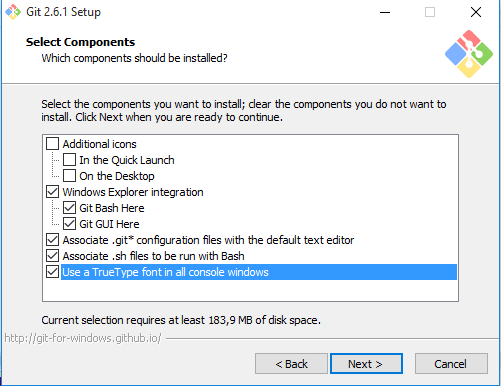 Git 2.6.1 Setup
Select Components
Which components should be installed?
Select the components you want to install; clear the components you do not want to
install. Click Next when you are ready to continue.
Additional icons
In the Quick Launch
On the Desktop
Windows Explorer integration
Git Bash Here
Git GUI Here
Associate .git* configuration files with the default text editor
Associate .sh files to be run with Bash
Use a TrueType font in all console windows
Current selection requires at least 183,9 MB of disk space.
http://git-for-windows.github.io/
< Back
Next >
Cancel